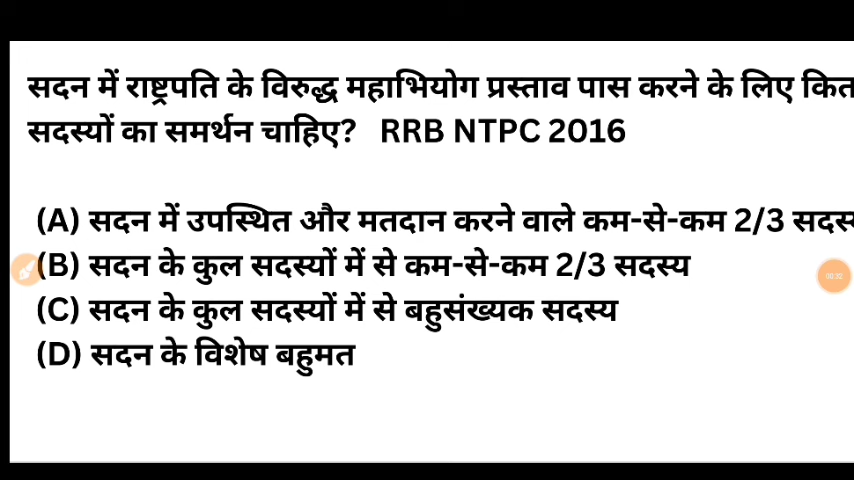 सदन में राष्ट्रपति के विरुद्ध महाभियोग प्रस्ताव पास करने के लिए
सदस्यों का समर्थन चाहिए? RRB NTPC 2016
(A) सदन में उपस्थित और मतदान करने वाले कम-से-कम 2/3
(B) सदन के कुल सदस्यों में से कम-से-कम 2/3 सदस्य
(C) सदन के कुल सदस्यों में से बहुसंख्यक सदस्य
(D) सदन के विशेष बहुमत